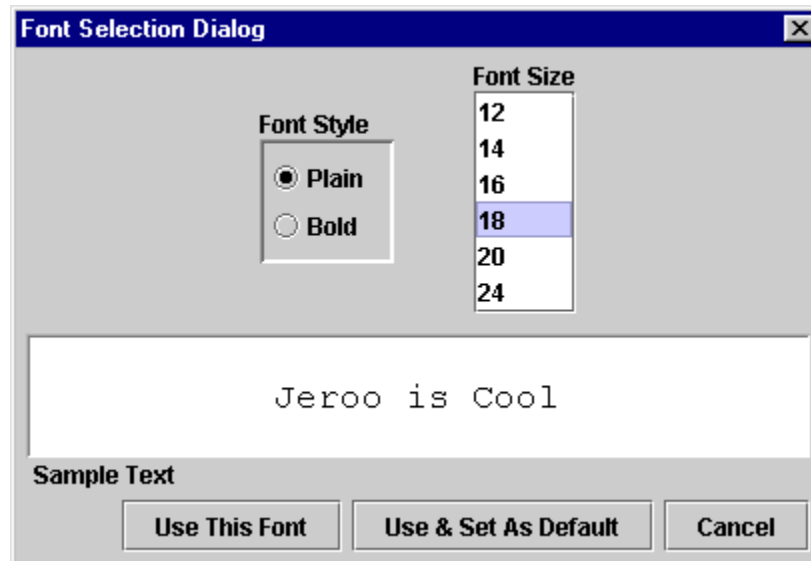 Font Selection Dialog
Font Size
12
14
16
18
20
24
Font Style
Plain
Bold
Jeroo is Cool
Sample Text
Use This Font
Use & Set As Default
Cancel